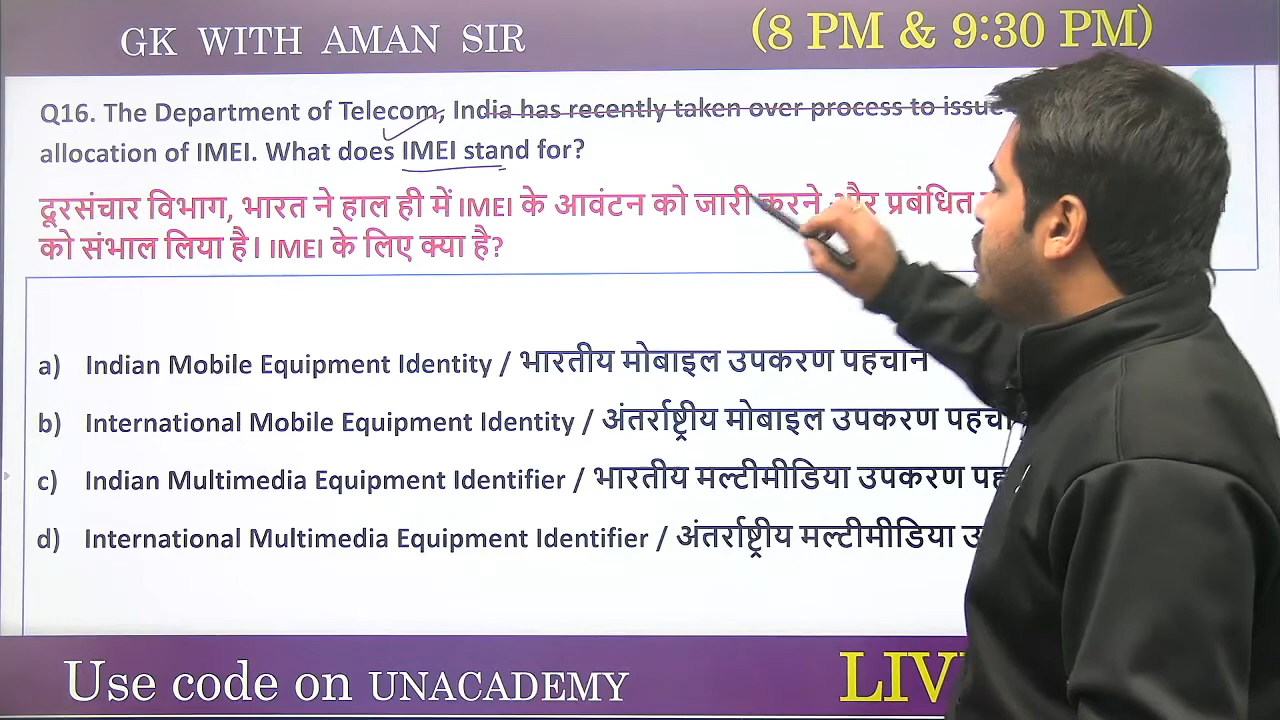 GK WITH AMAN SIR
(8 PM & 9:30 PM)
Q16. The Department of Telecom, India has recently taken over process to issue
allocation of IMEI. What does IMEI stand for?
दूरसंचार विभाग, भारत ने हाल ही में IMEI के आवंटन को जारी करने और प्रबंधित
को संभाल लिया है। IMEI के लिए क्या है?
a) Indian Mobile Equipment Identity / भारतीय मोबाइल उपकरण पहचान
b) International Mobile Equipment Identity / अंतर्राष्ट्रीय मोबाइल उपकरण
c) Indian Multimedia Equipment Identifier / भारतीय मल्टीमीडिया उपकरण
d) International Multimedia Equipment Identifier / अंतर्राष्ट्रीय मल्टीमीडिया
Use code on UNACADEMY